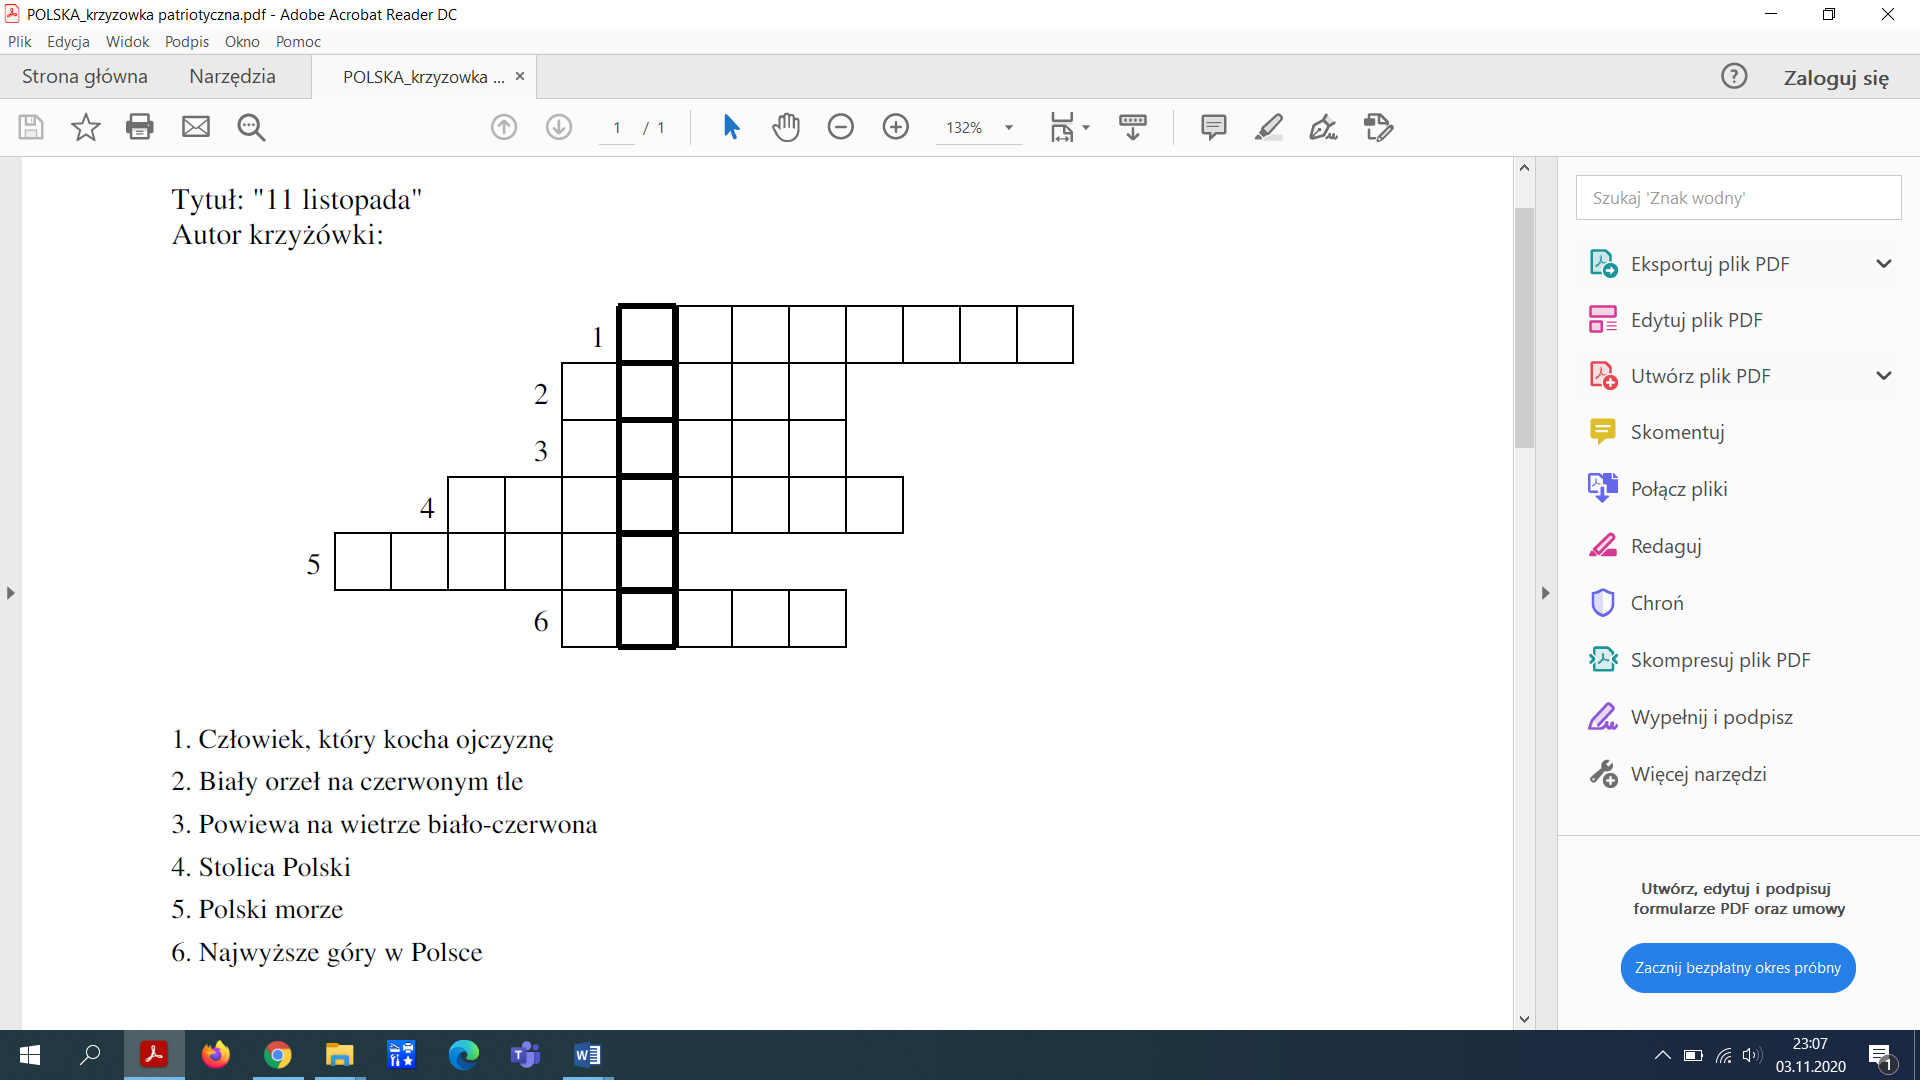 POLSKA_krzyzowka patriotyczna.pdf - Adobe Acrobat Reader DC
Plik Edycja Widok Podpis Okno Pomoc
Strona główna Narzędzia POLSKA_krzyzowka ... × ? Zaloguj się
1 / 1 132%
Tytuł: "11 listopada"
Autor krzyżówki:
1
2
3
4
5
6
1. Człowiek, który kocha ojczyznę
2. Biały orzeł na czerwonym tle
3. Powiewa na wietrze biało-czerwona
4. Stolica Polski
5. Polski morze
6. Najwyższe góry w Polsce
Szukaj 'Znak wodny'
Eksportuj plik PDF
Edytuj plik PDF
Utwórz plik PDF
Skomentuj
Połącz pliki
Redaguj
Chroń
Skompresuj plik PDF
Wypełnij i podpisz
Więcej narzędzi
Utwórz, edytuj i podpisuj
formularze PDF oraz umowy
Zacznij bezpłatny okres próbny
23:07
03.11.2020
1